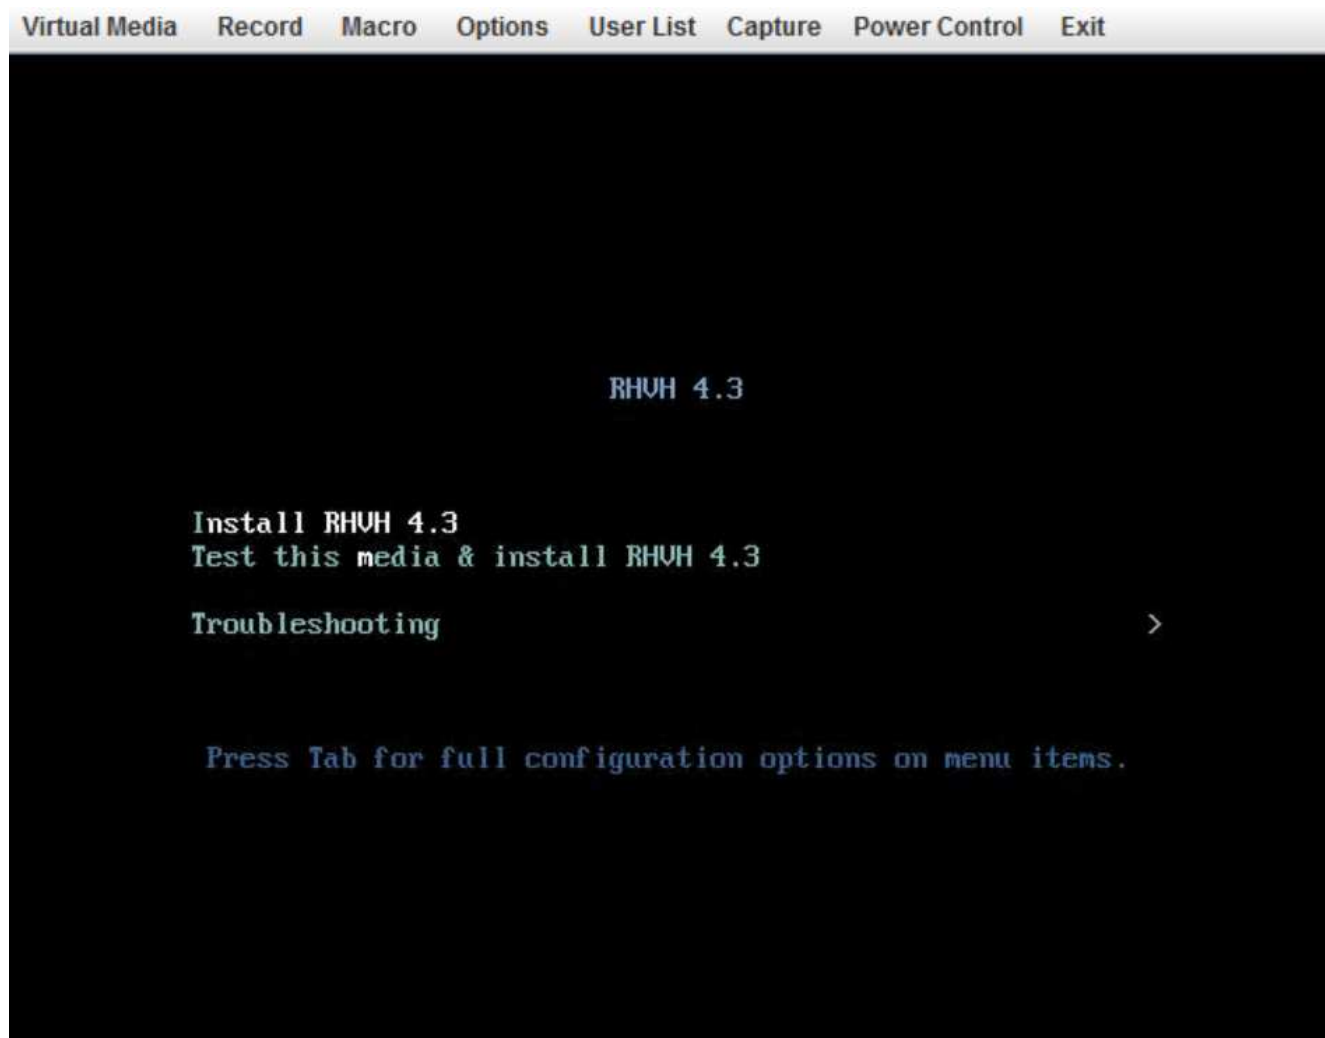 Virtual Media Record Macro Options User List Capture Power Control Exit
RHVH 4.3
Install RHVH 4.3
Test this media & install RHVH 4.3
Troubleshooting >
Press Tab for full configuration options on menu items.